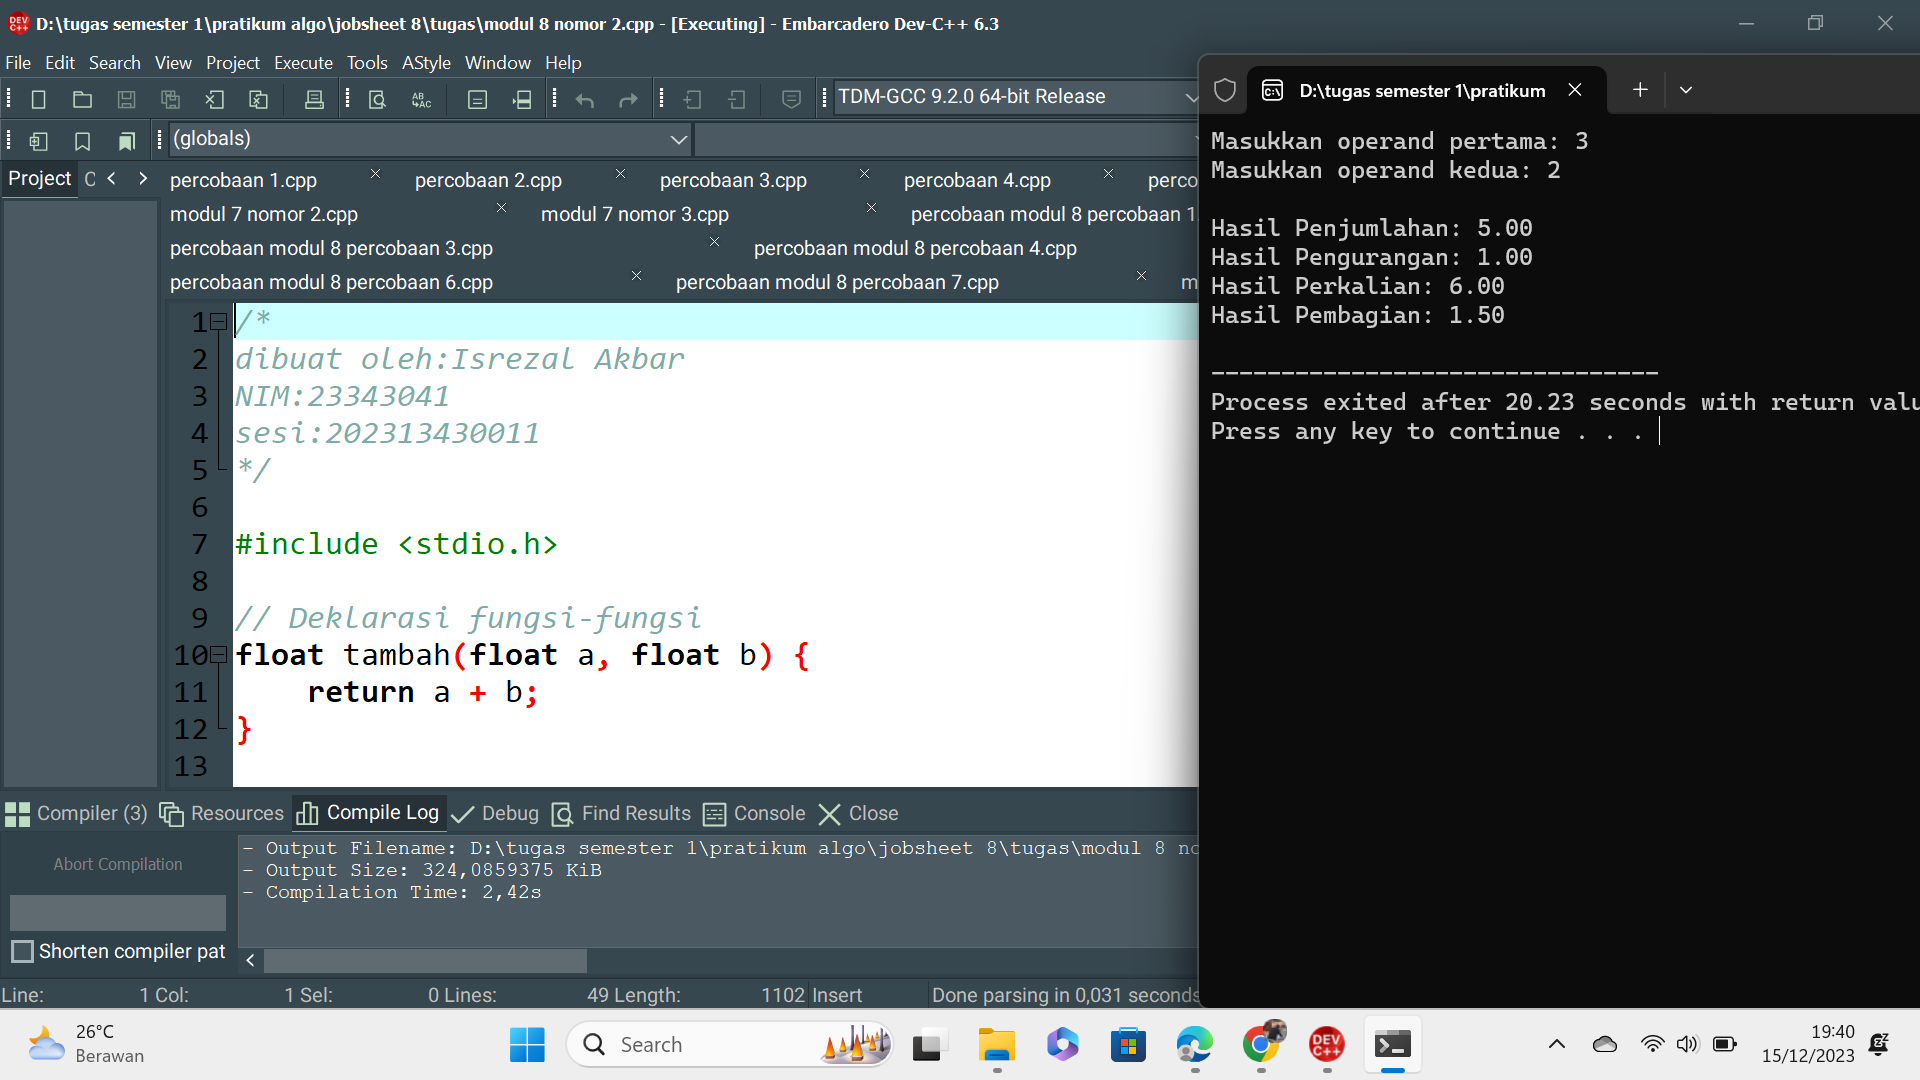 D:\tugas semester 1\pratikum algo\jobsheet 8\tugas\modul 8 nomor 2.cpp - [Executing] - Embarcadero Dev-C++ 6.3
File Edit Search View Project Execute Tools AStyle Window Help
TDM-GCC 9.2.0 64-bit Release
(globals)
Project
percobaan 1.cpp percobaan 2.cpp percobaan 3.cpp percobaan 4.cpp perco
modul 7 nomor 2.cpp modul 7 nomor 3.cpp percobaan modul 8 percobaan 1
percobaan modul 8 percobaan 3.cpp percobaan modul 8 percobaan 4.cpp
percobaan modul 8 percobaan 6.cpp percobaan modul 8 percobaan 7.cpp m
1 /*
2 dibuat oleh:Isrezal Akbar
3 NIM:23343041
4 sesi:202313430011
5 */
6
7 #include <stdio.h>
8
9 // Deklarasi fungsi-fungsi
10 float tambah(float a, float b) {
11 return a + b;
12 }
13
Compiler (3) Resources Compile Log Debug Find Results Console Close
Abort Compilation
Shorten compiler pat
- Output Filename: D:\tugas semester 1\pratikum algo\jobsheet 8\tugas\modul 8 no
- Output Size: 324,0859375 KiB
- Compilation Time: 2,42s
Line: 1 Col: 1 Sel: 0 Lines: 49 Length: 1102 Insert Done parsing in 0,031 seconds
D:\tugas semester 1\pratikum
Masukkan operand pertama: 3
Masukkan operand kedua: 2
Hasil Penjumlahan: 5.00
Hasil Pengurangan: 1.00
Hasil Perkalian: 6.00
Hasil Pembagian: 1.50
--------------------------------
Process exited after 20.23 seconds with return valu
Press any key to continue . . .
26°C
Berawan
Search
DEV C++
19:40
15/12/2023